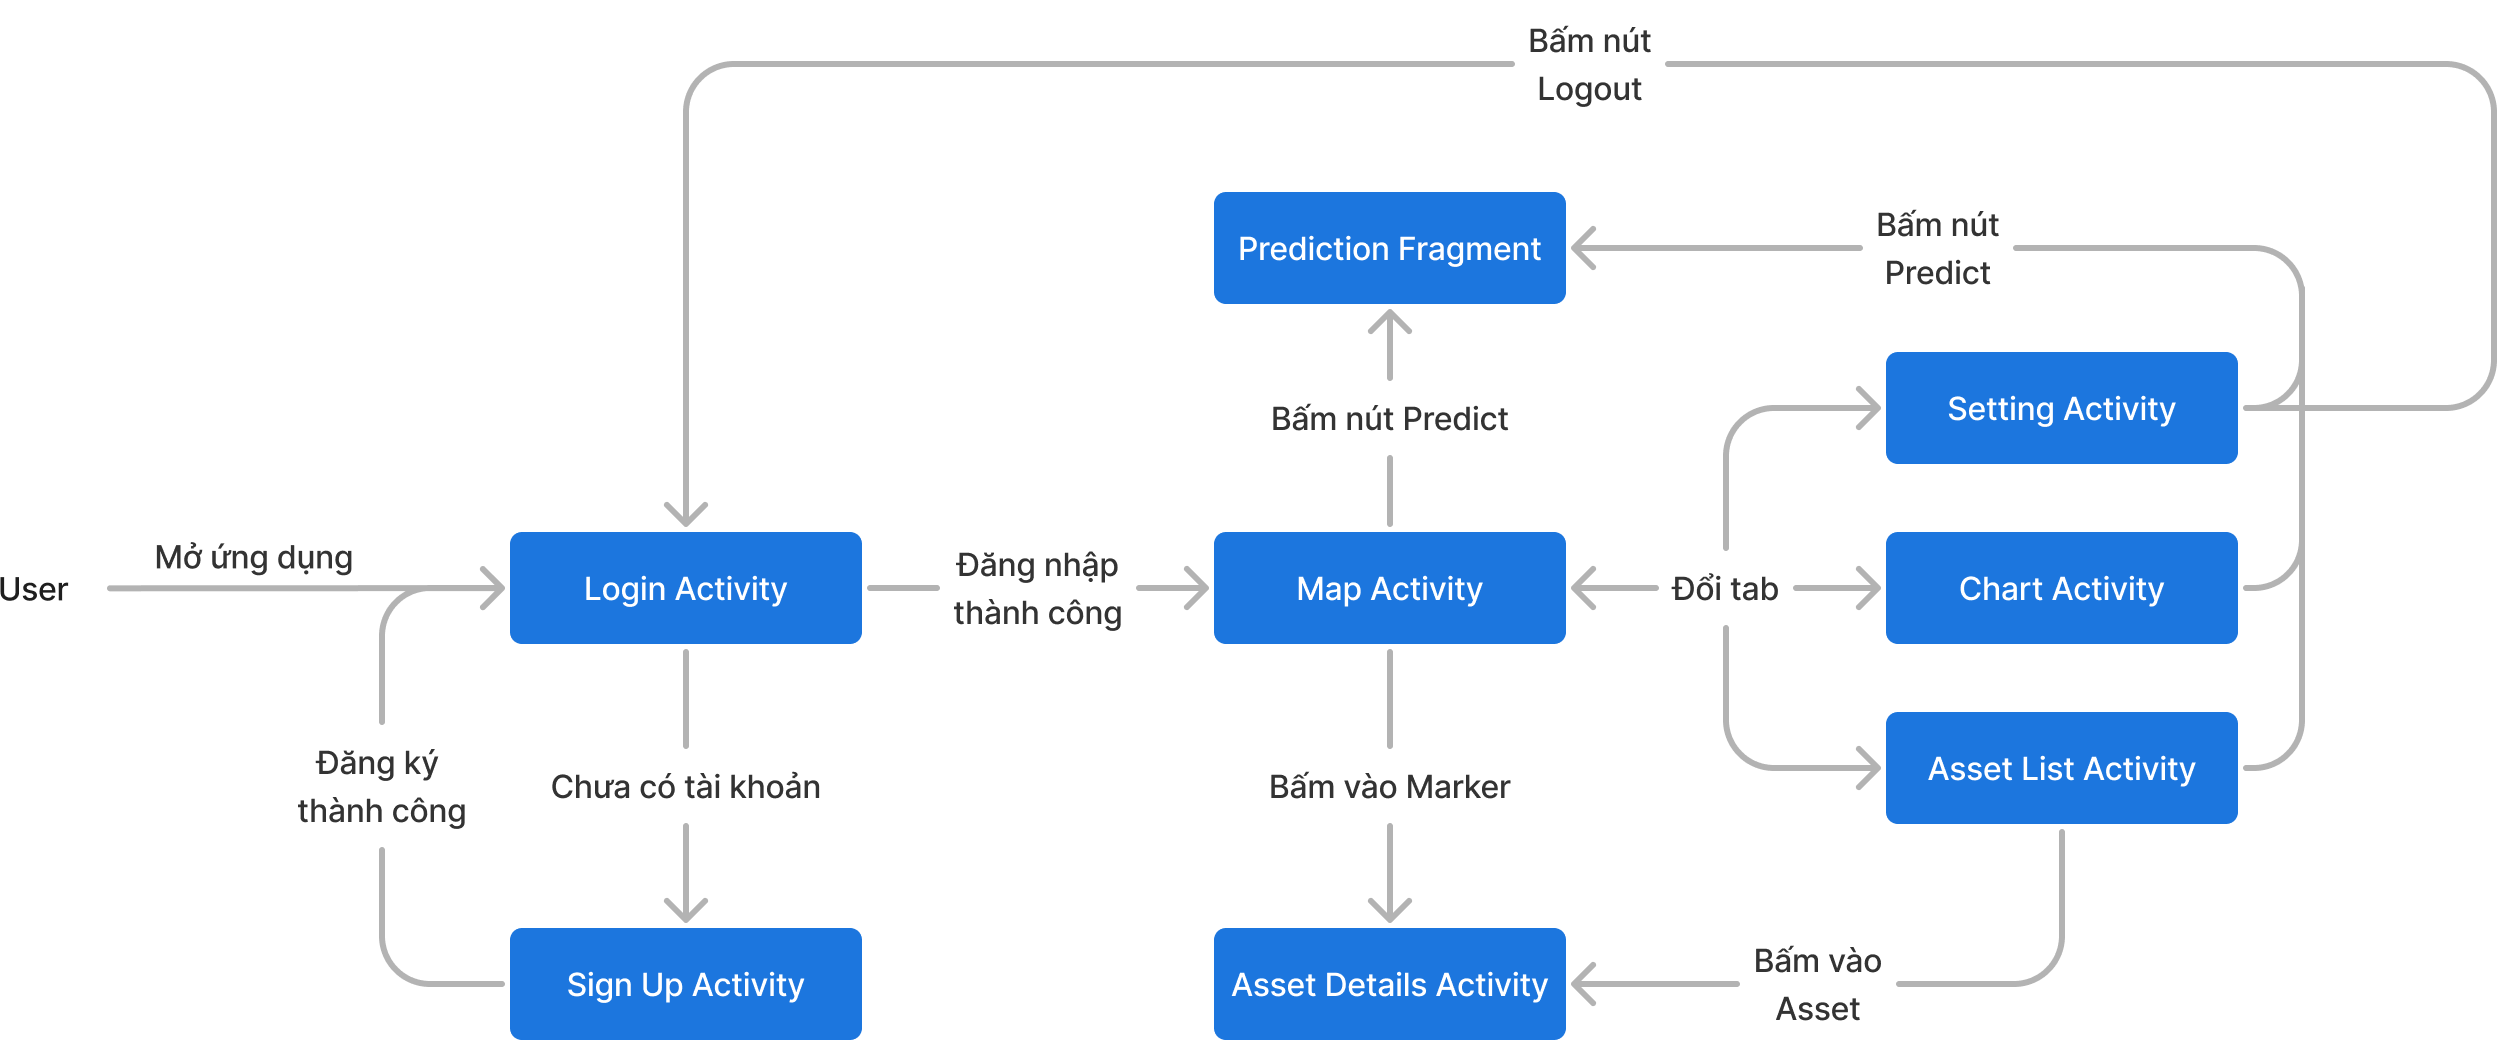 Bấm nút
Logout
Prediction Fragment
Bấm nút
Predict
Bấm nút Predict
Setting Activity
User
Mở ứng dụng
Login Activity
Đăng nhập
thành công
Map Activity
Đổi tab
Chart Activity
Đăng ký
thành công
Chưa có tài khoản
Bấm vào Marker
Asset List Activity
Sign Up Activity
Asset Details Activity
Bấm vào
Asset